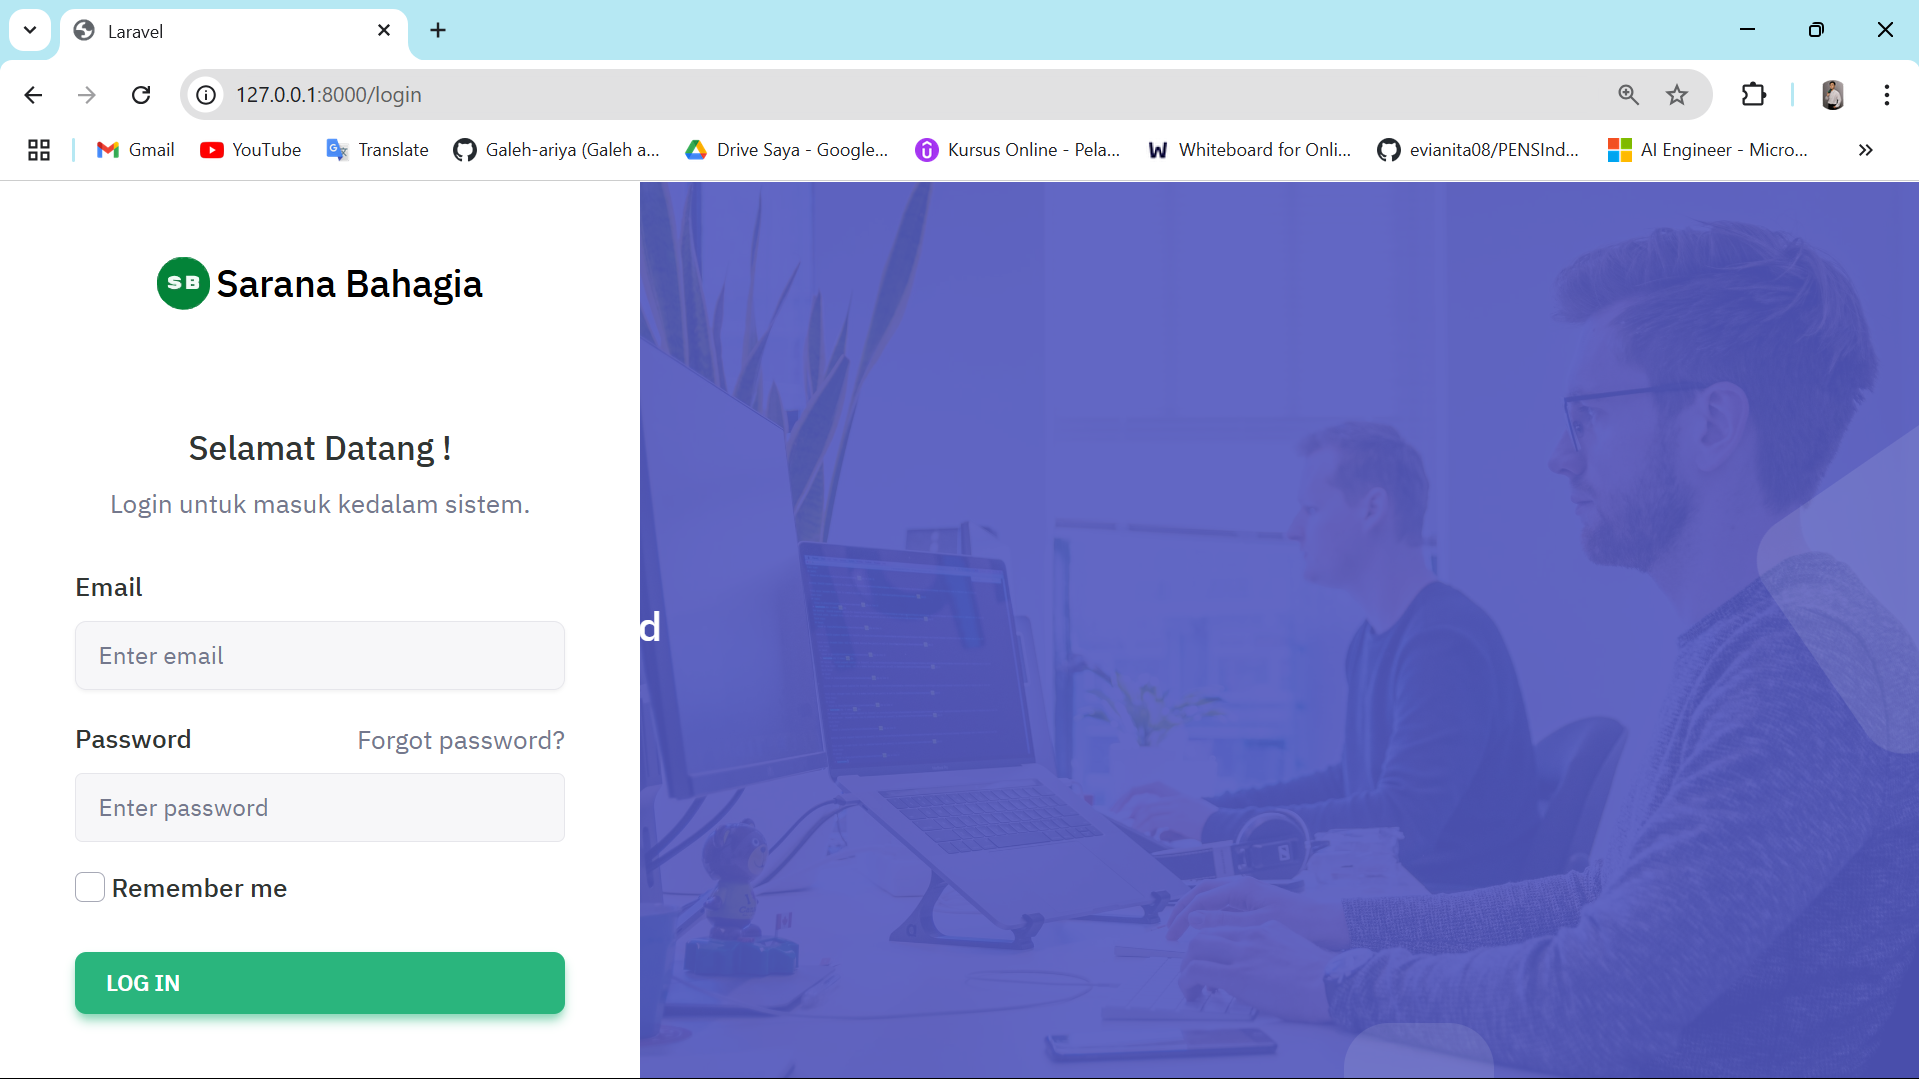 Laravel
127.0.0.1:8000/login
Gmail
YouTube
Translate
Galeh-ariya (Galeh a...
Drive Saya - Google...
Kursus Online - Pela...
Whiteboard for Onli...
evianita08/PENSInd...
AI Engineer - Micro...
SB Sarana Bahagia
Selamat Datang !
Login untuk masuk kedalam sistem.
Email
Enter email
d
Password
Forgot password?
Enter password
Remember me
LOG IN